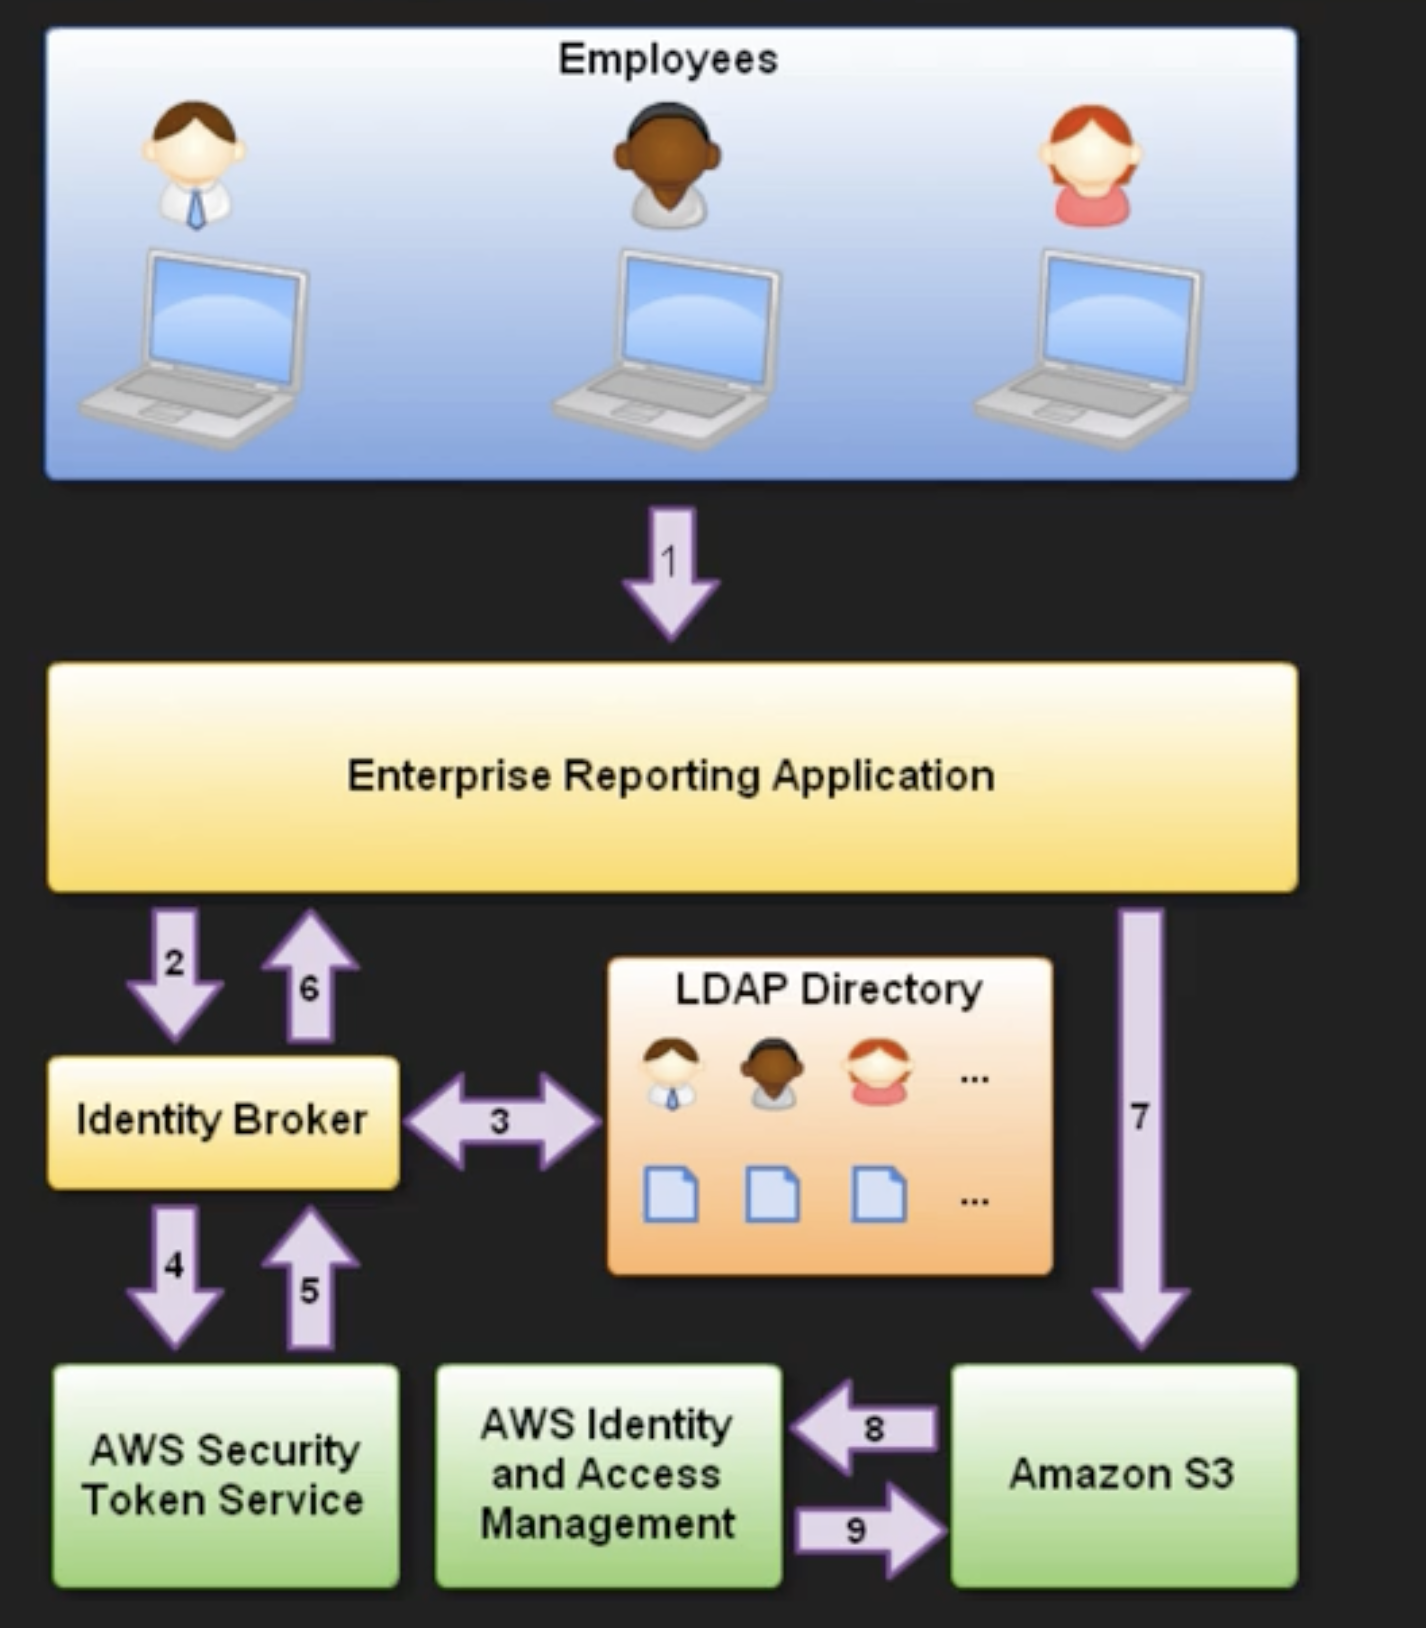 Employees
1
Enterprise Reporting Application
2
6
LDAP Directory
...
Identity Broker
3
7
...
4
5
AWS Security
Token Service
AWS Identity
and Access
Management
8
9
Amazon S3